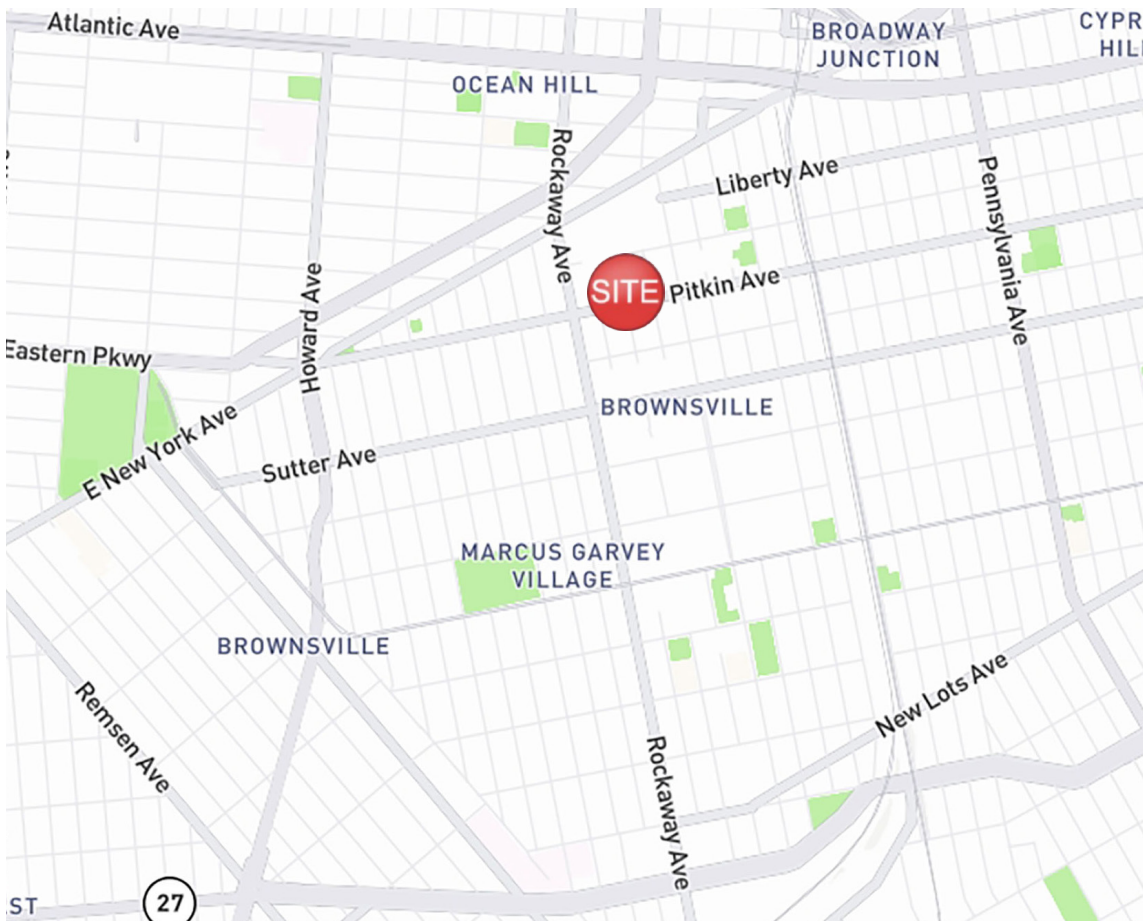 Atlantic Ave
BROADWAY
JUNCTION
CYPR
HILL
OCEAN HILL
Rockaway Ave
Liberty Ave
Pennsylvania Ave
Howard Ave
SITE
Pitkin Ave
Eastern Pkwy
BROWNSVILLE
E New York Ave
Sutter Ave
MARCUS GARVEY
VILLAGE
BROWNSVILLE
New Lots Ave
Remsen Ave
Rockaway Ave
27
ST